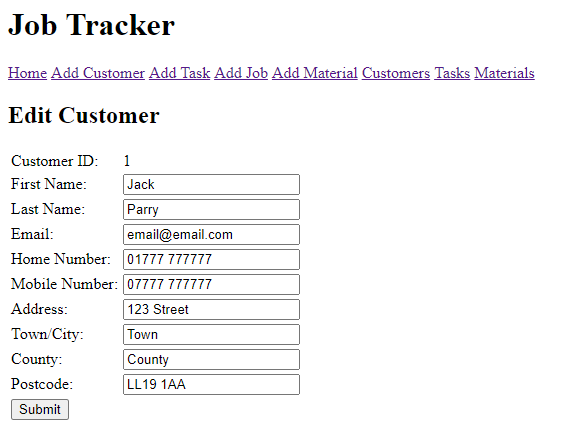 Job Tracker
Home Add Customer Add Task Add Job Add Material Customers Tasks Materials
Edit Customer
Customer ID: 1
First Name: Jack
Last Name: Parry
Email: email@email.com
Home Number: 01777 777777
Mobile Number: 07777 777777
Address: 123 Street
Town/City: Town
County: County
Postcode: LL19 1AA
Submit